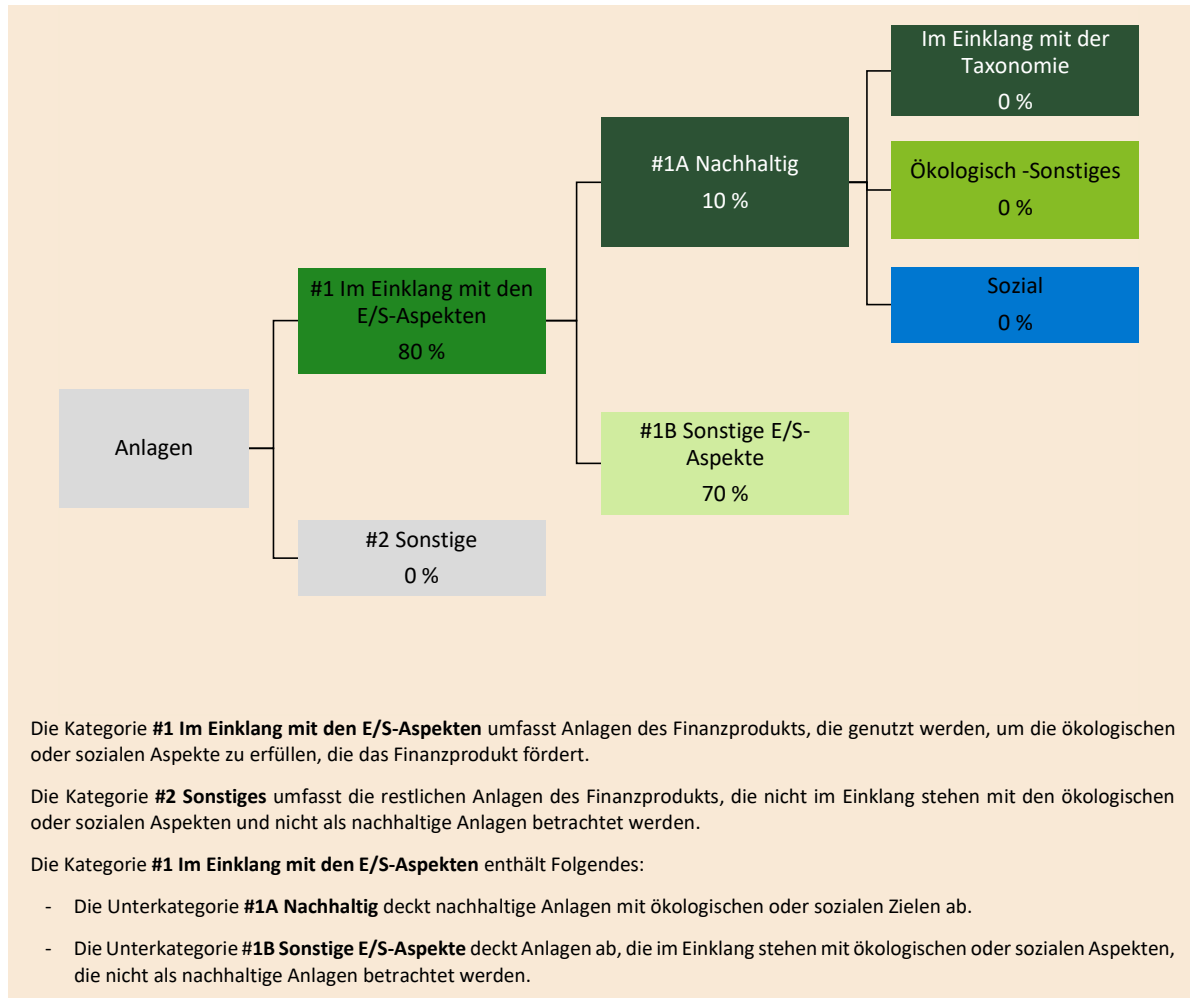 Im Einklang mit der
Taxonomie
0 %
#1A Nachhaltig
10 %
Ökologisch -Sonstiges
0 %
#1 Im Einklang mit den
E/S-Aspekten
80 %
Sozial
0 %
Anlagen
#1B Sonstige E/S-
Aspekte
70 %
#2 Sonstige
0 %
Die Kategorie #1 Im Einklang mit den E/S-Aspekten umfasst Anlagen des Finanzprodukts, die genutzt werden, um die ökologischen
oder sozialen Aspekte zu erfüllen, die das Finanzprodukt fördert.
Die Kategorie #2 Sonstiges umfasst die restlichen Anlagen des Finanzprodukts, die nicht im Einklang stehen mit den ökologischen
oder sozialen Aspekten und nicht als nachhaltige Anlagen betrachtet werden.
Die Kategorie #1 Im Einklang mit den E/S-Aspekten enthält Folgendes:
- Die Unterkategorie #1A Nachhaltig deckt nachhaltige Anlagen mit ökologischen oder sozialen Zielen ab.
- Die Unterkategorie #1B Sonstige E/S-Aspekte deckt Anlagen ab, die im Einklang stehen mit ökologischen oder sozialen Aspekten,
die nicht als nachhaltige Anlagen betrachtet werden.